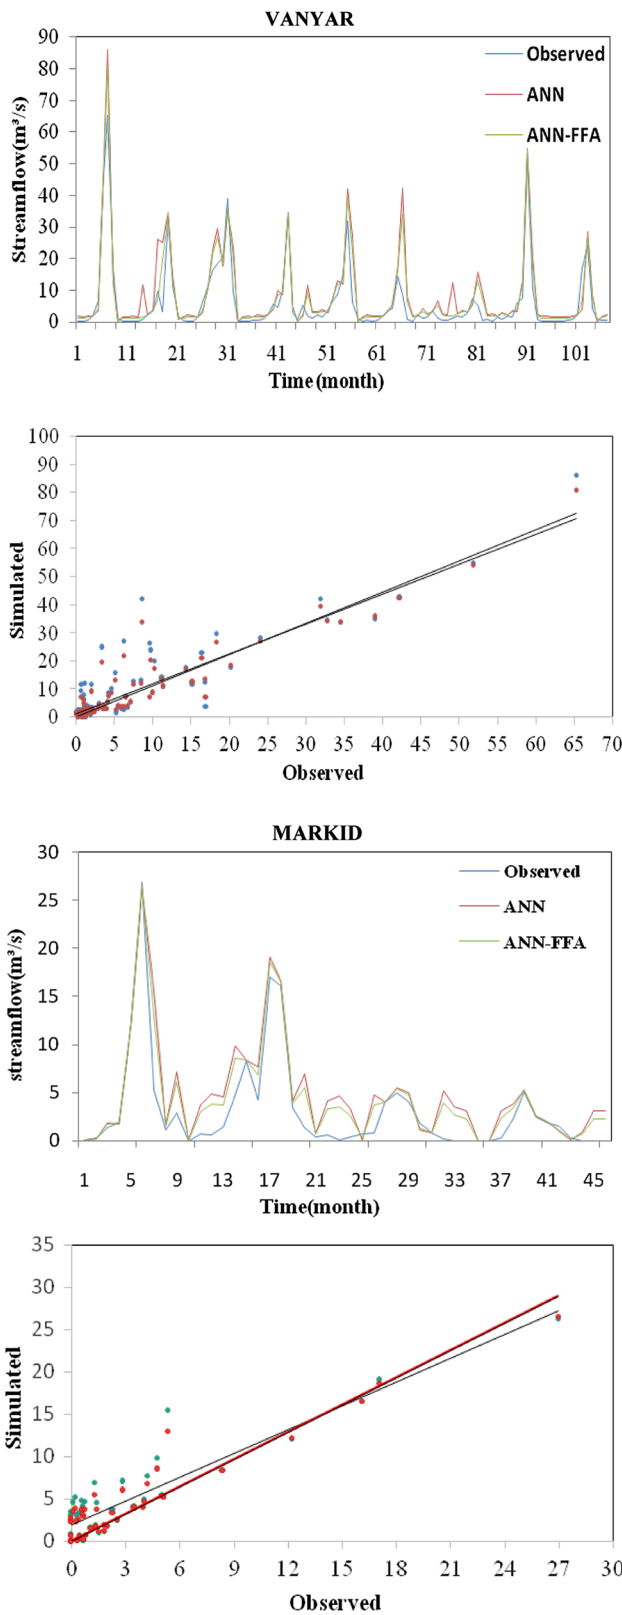 VANYAR
90
80
70
60
50
40
30
20
10
0
Streamflow(m³/s)
Observed
ANN
ANN-FFA
1 11 21 31 41 51 61 71 81 91 101
Time (month)
100
90
80
70
60
50
40
30
20
10
0
Simulated
0 5 10 15 20 25 30 35 40 45 50 55 60 65 70
Observed
MARKID
30
25
20
15
10
5
0
streamflow(m³/s)
Observed
ANN
ANN-FFA
1 5 9 13 17 21 25 29 33 37 41 45
Time(month)
35
30
25
20
15
10
5
0
Simulated
0 3 6 9 12 15 18 21 24 27 30
Observed